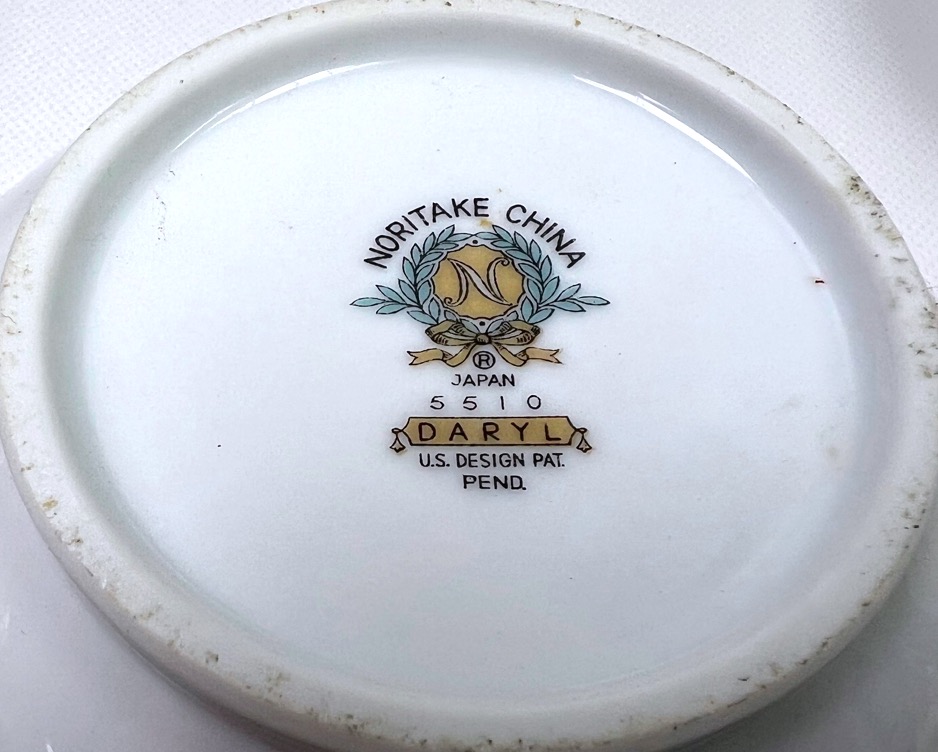 NORITAKE CHINA
N
®
JAPAN
5510
DARYL
U.S. DESIGN PAT.
PEND.